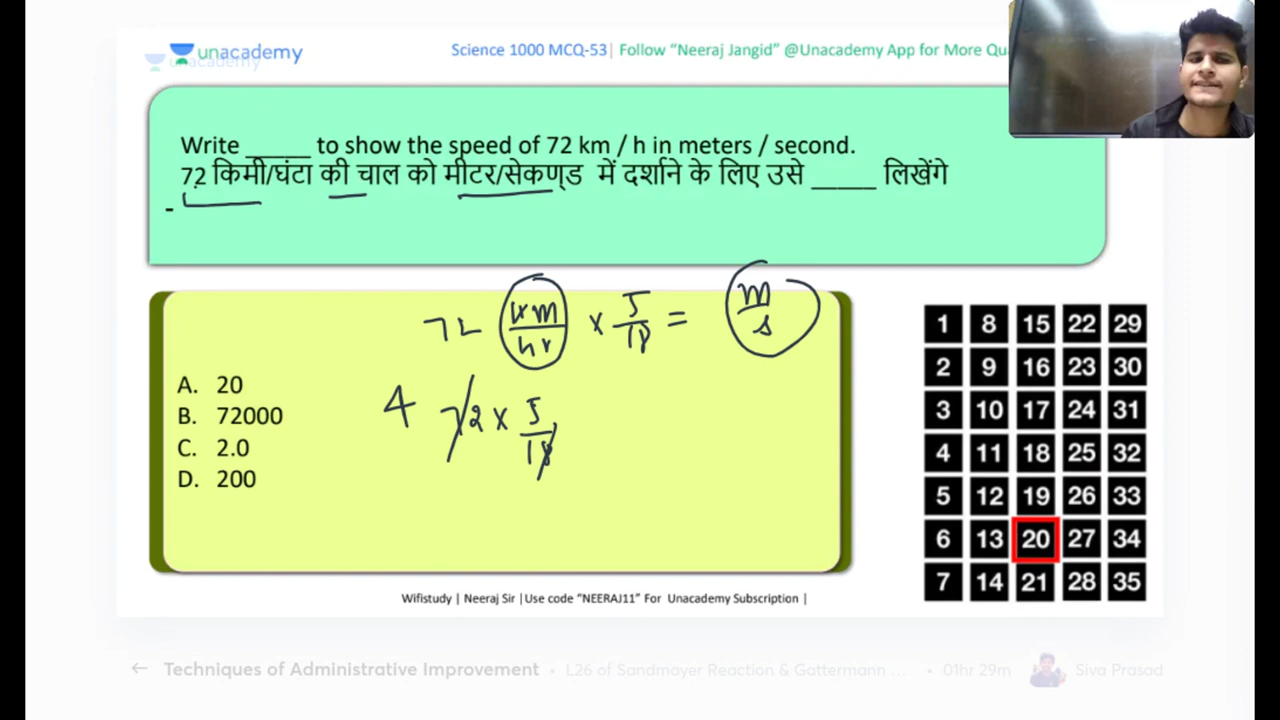 unacademy
unacademy
Science 1000 MCQ-53| Follow “Neeraj Jangid” @Unacademy App for More Qu
Write _____ to show the speed of 72 km / h in meters / second.
72 किमी/घंटा की चाल को मीटर/सेकण्ड में दर्शाने के लिए उसे _____ लिखेंगे
-
72 km/hr × 5/18 = m/s
4 72 × 5/18
A. 20
B. 72000
C. 2.0
D. 200
1 8 15 22 29
2 9 16 23 30
3 10 17 24 31
4 11 18 25 32
5 12 19 26 33
6 13 20 27 34
7 14 21 28 35
Wifistudy | Neeraj Sir |Use code “NEERAJ11” For Unacademy Subscription |
← Techniques of Administrative Improvement • L26 of Sandmayer Reaction & Gattermann ... • 01hr 29m Siva Prasad